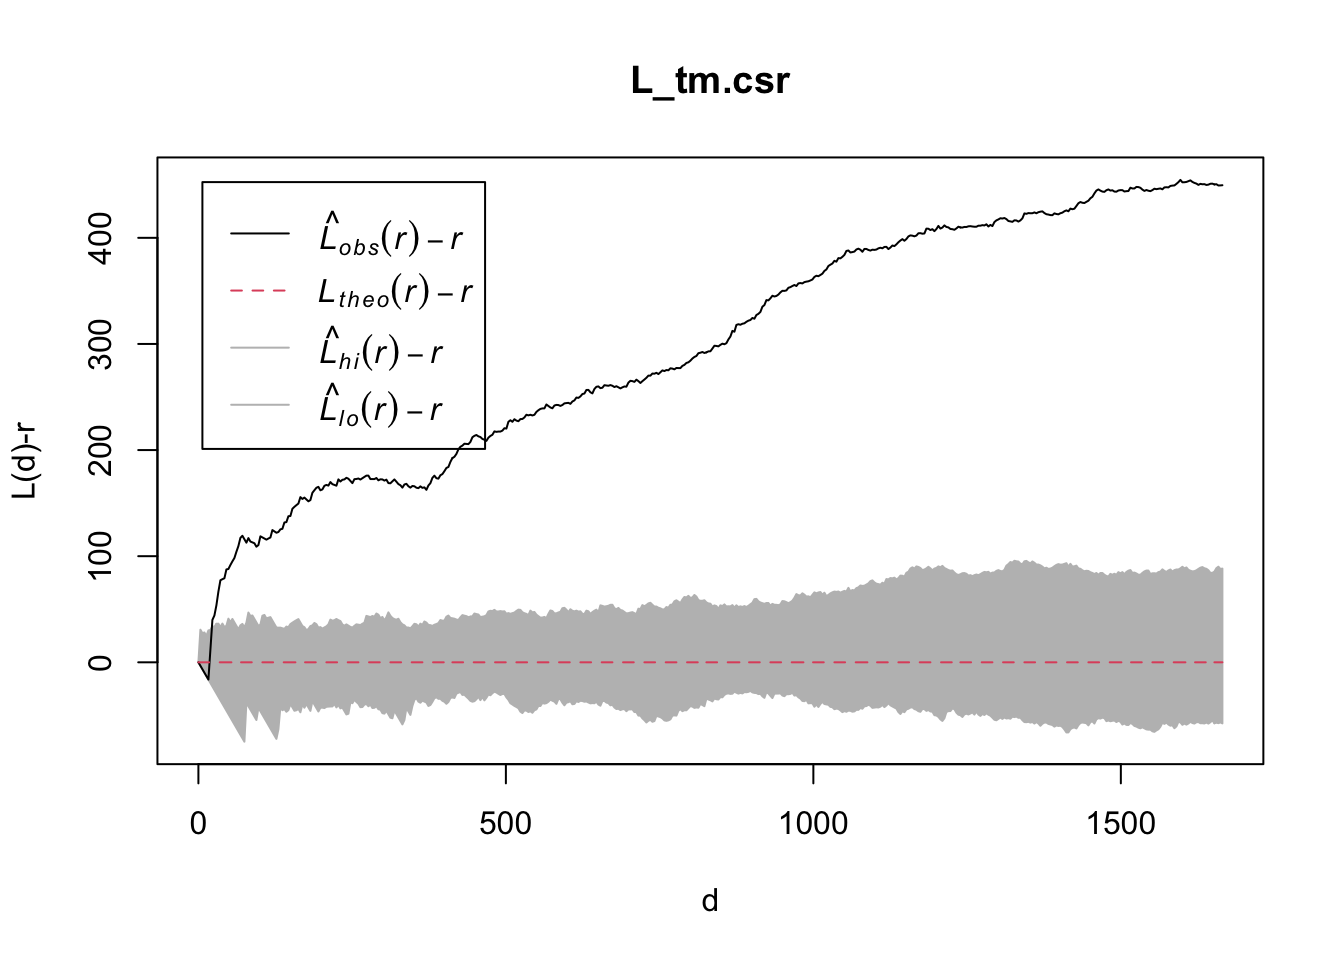 L_tm.csr
L̂obs(r) − r
Ltheo(r) − r
L̂hi(r) − r
L̂lo(r) − r
L(d)-r
400
300
200
100
0
0 500 1000 1500
d